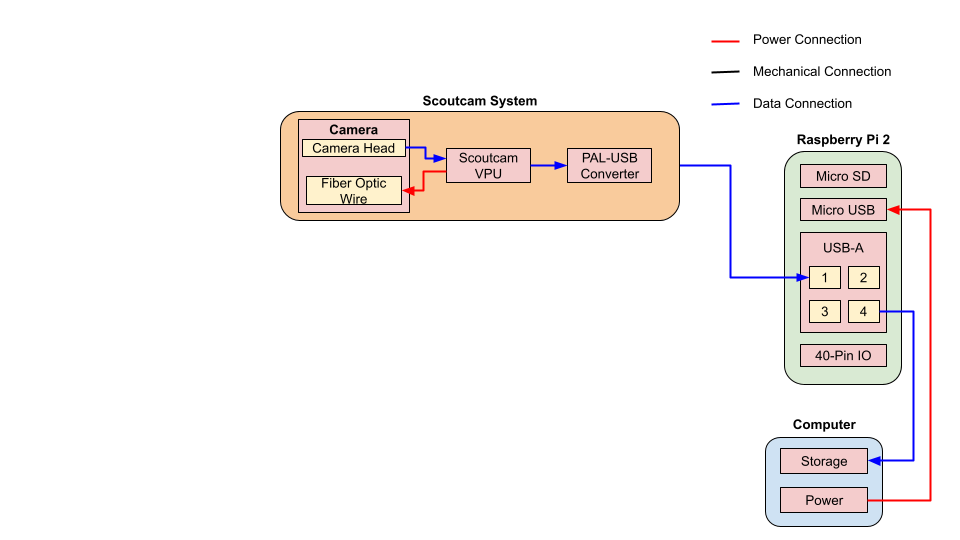 Power Connection
Mechanical Connection
Data Connection
Scoutcam System
Camera
Camera Head
Fiber Optic
Wire
Scoutcam
VPU
PAL-USB
Converter
Raspberry Pi 2
Micro SD
Micro USB
USB-A
1 2
3 4
40-Pin IO
Computer
Storage
Power